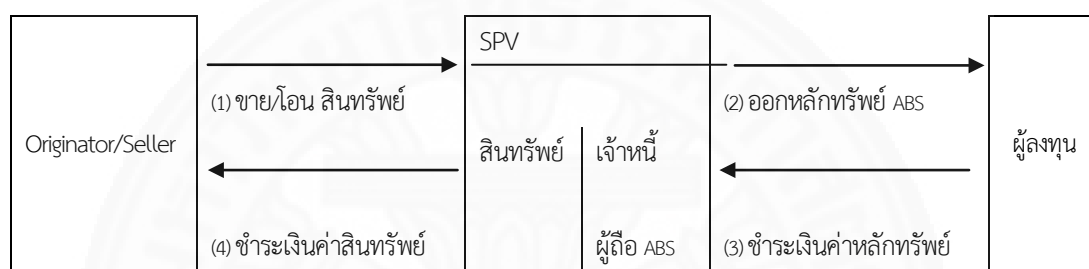 SPV
(1) ขาย/โอน สินทรัพย์
(2) ออกหลักทรัพย์ ABS
Originator/Seller
สินทรัพย์
เจ้าหนี้
ผู้ลงทุน
(4) ชำระเงินค่าสินทรัพย์
ผู้ถือ ABS
(3) ชำระเงินค่าหลักทรัพย์